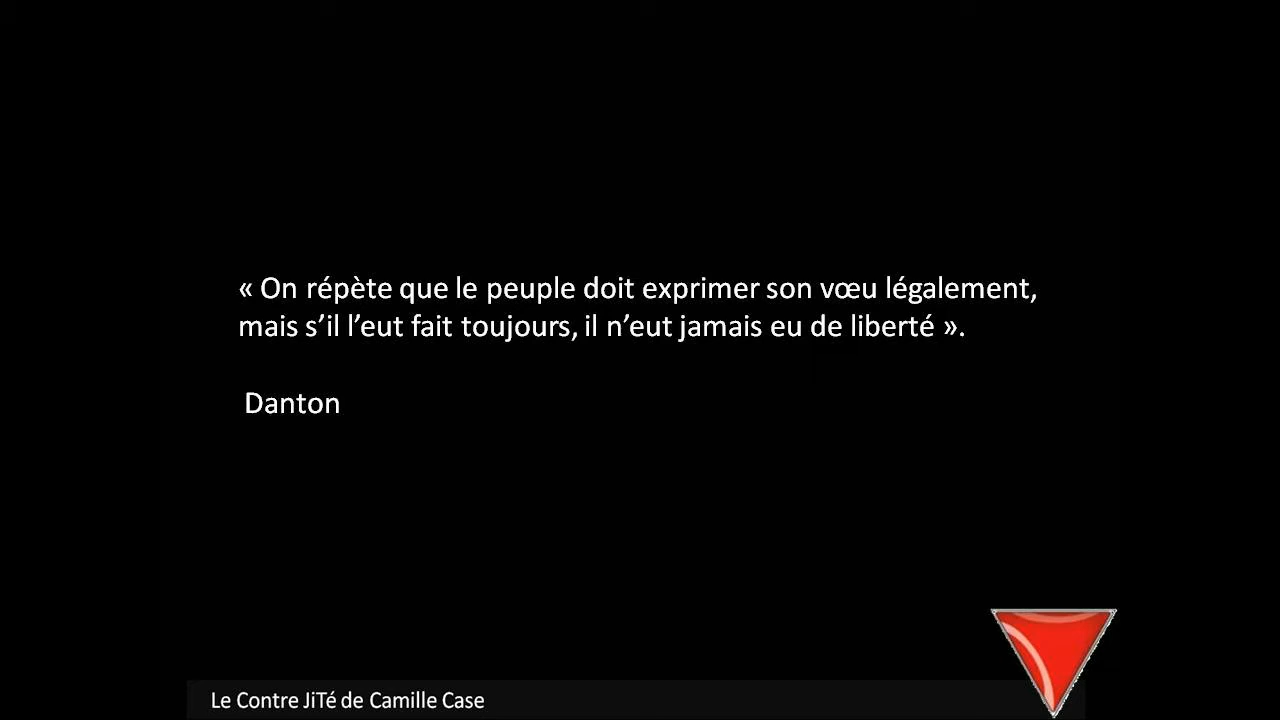 « On répète que le peuple doit exprimer son vœu légalement,
mais s’il l’eut fait toujours, il n’eut jamais eu de liberté ».
Danton
Le Contre JiTé de Camille Case